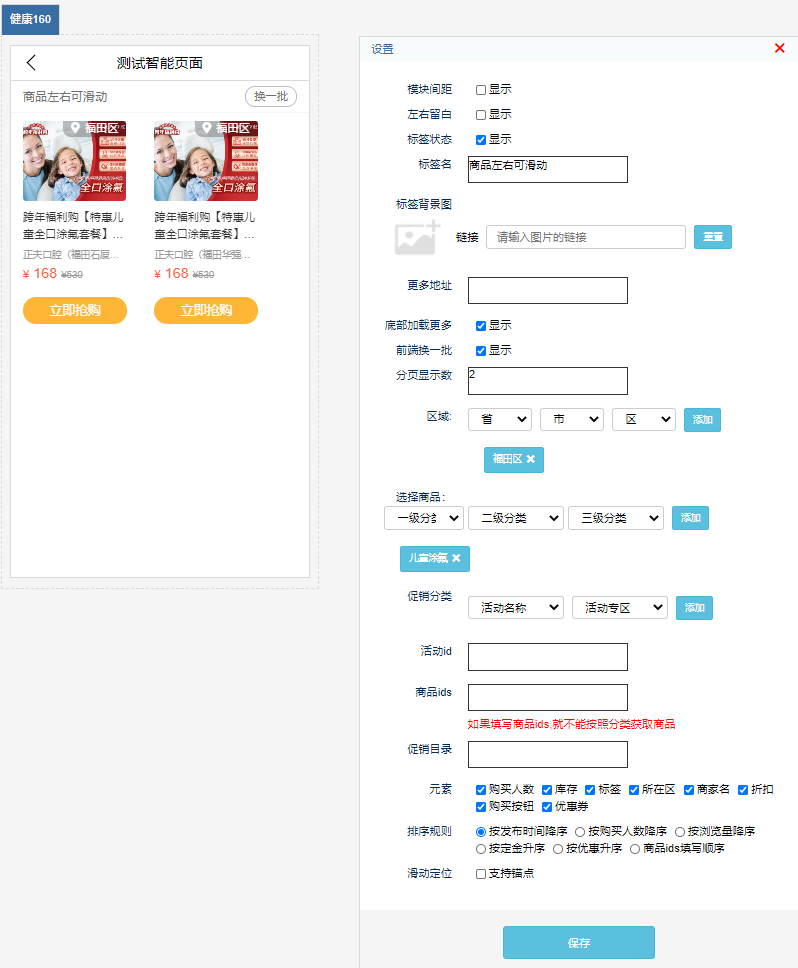 健康160
测试智能页面
商品左右可滑动
换一批
福田区
福田区
全口涂氟
全口涂氟
跨年福利购【特惠儿
童全口涂氟套餐】...
跨年福利购【特惠儿
童全口涂氟套餐】...
正夫口腔（福田石厦...
正夫口腔（福田华强...
¥ 168 ¥530
¥ 168 ¥530
立即抢购
立即抢购
设置
模块间距 显示
左右留白 显示
标签状态 显示
标签名 商品左右可滑动
标签背景图
链接 请输入图片的链接 重置
更多地址
底部加载更多 显示
前端换一批 显示
分页显示数 2
区域: 省 市 区 添加
福田区
选择商品：
一级分类 二级分类 三级分类 添加
儿童涂氟
促销分类 活动名称 活动专区 添加
活动id
商品ids
如果填写商品ids,就不能按照分类获取商品
促销目录
元素 购买人数 库存 标签 所在区 商家名 折扣
购买按钮 优惠券
排序规则 按发布时间降序 按购买人数降序 按浏览量降序
按定金升序 按优惠升序 商品ids填写顺序
滑动定位 支持锚点
保存